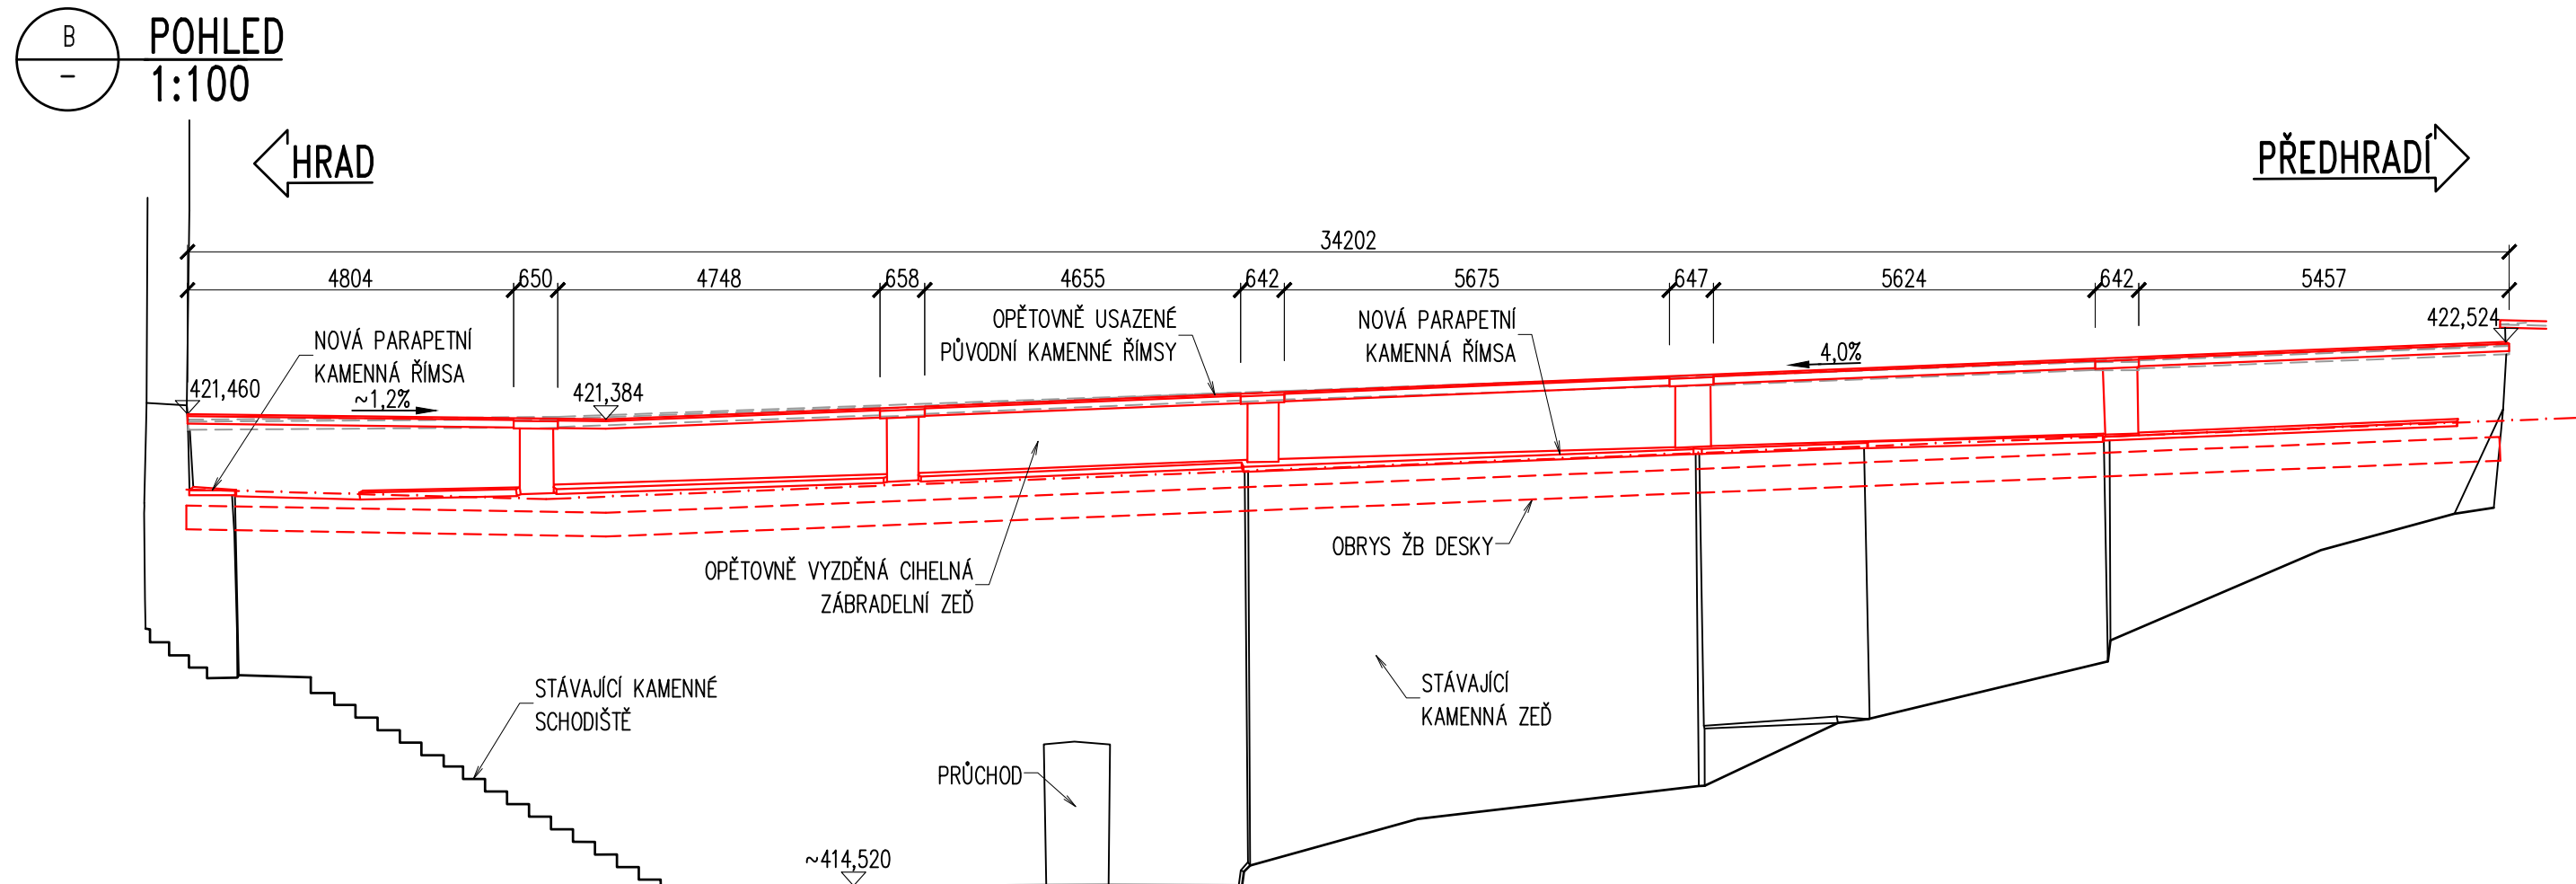 B
–
POHLED
1:100
HRAD
PŘEDHRADÍ
34202
4804
650
4748
658
4655
642
5675
647
5624
642
5457
NOVÁ PARAPETNÍ
KAMENNÁ ŘÍMSA
OPĚTOVNĚ USAZENÉ
PŮVODNÍ KAMENNÉ ŘÍMSY
NOVÁ PARAPETNÍ
KAMENNÁ ŘÍMSA
422,524
4,0%
421,460
~1,2%
421,384
OBRYS ŽB DESKY
OPĚTOVNĚ VYZDĚNÁ CIHELNÁ
ZÁBRADELNÍ ZEĎ
STÁVAJÍCÍ KAMENNÉ
SCHODIŠTĚ
STÁVAJÍCÍ
KAMENNÁ ZEĎ
PRŮCHOD
~414,520